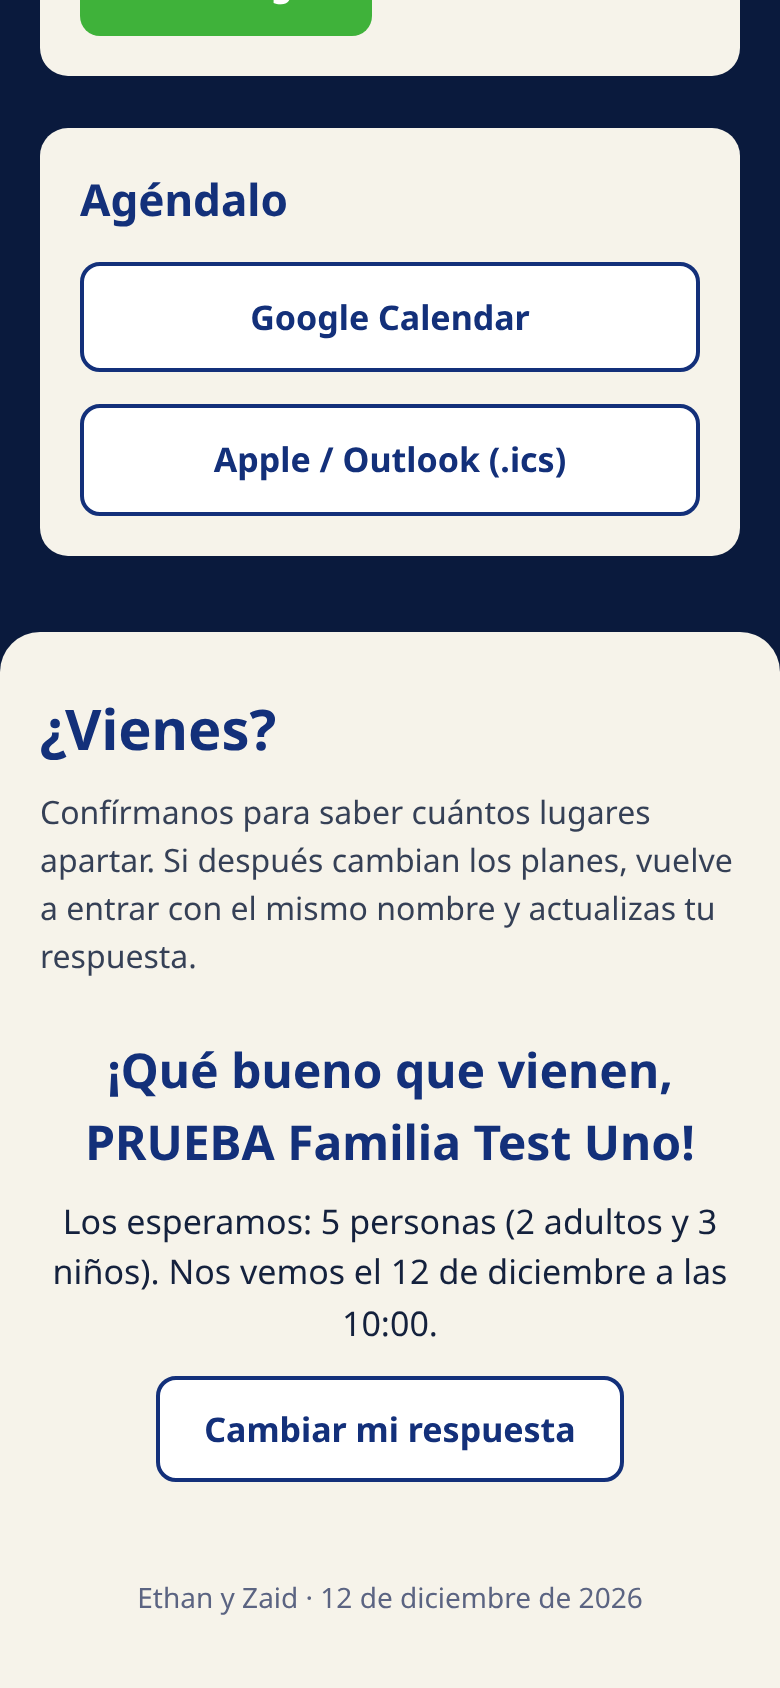 Agéndalo
Google Calendar
Apple / Outlook (.ics)
¿Vienes?
Confírmanos para saber cuántos lugares
apartar. Si después cambian los planes, vuelve
a entrar con el mismo nombre y actualizas tu
respuesta.
¡Qué bueno que vienen,
PRUEBA Familia Test Uno!
Los esperamos: 5 personas (2 adultos y 3
niños). Nos vemos el 12 de diciembre a las
10:00.
Cambiar mi respuesta
Ethan y Zaid · 12 de diciembre de 2026